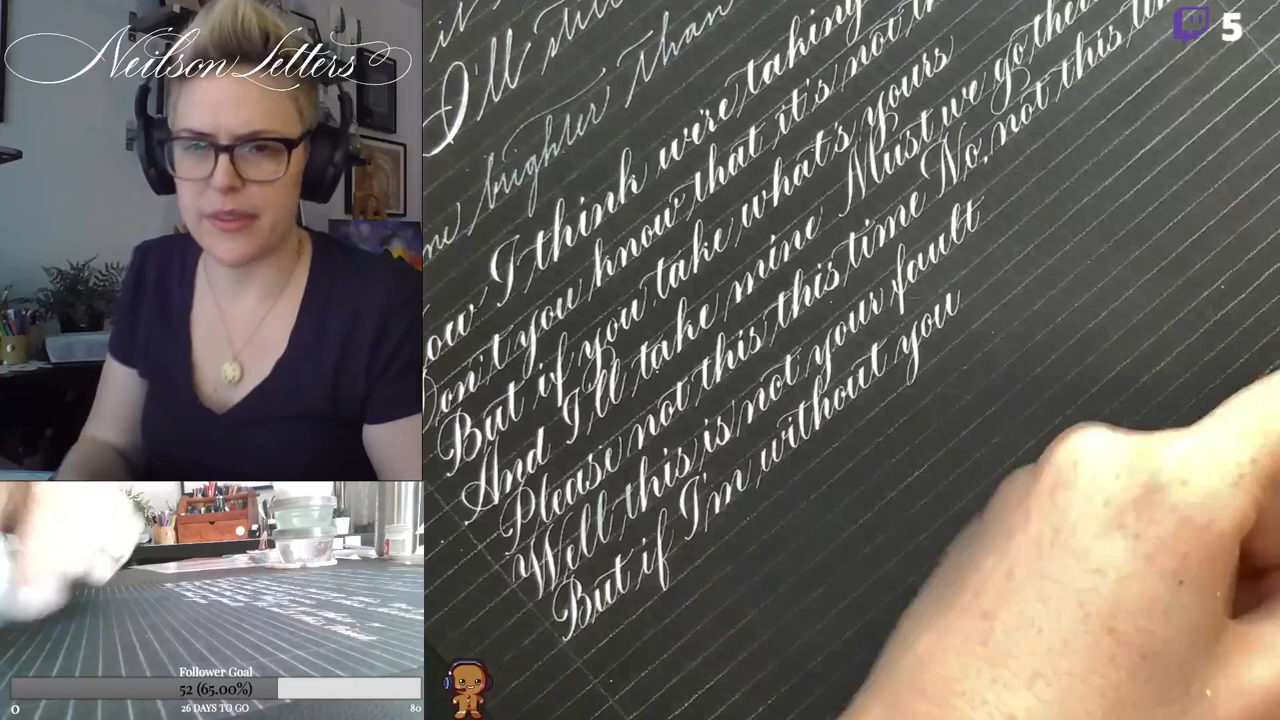 Neilson Letters
5
I'll still
brighter than
I think we're taking
Don't you know that it's not
But if you take what's yours
And I'll take mine Must we go there
Please not this this time No, not this
Well this is not your fault
But if I'm without you
Follower Goal
52 (65.00%)
0
26 DAYS TO GO
80